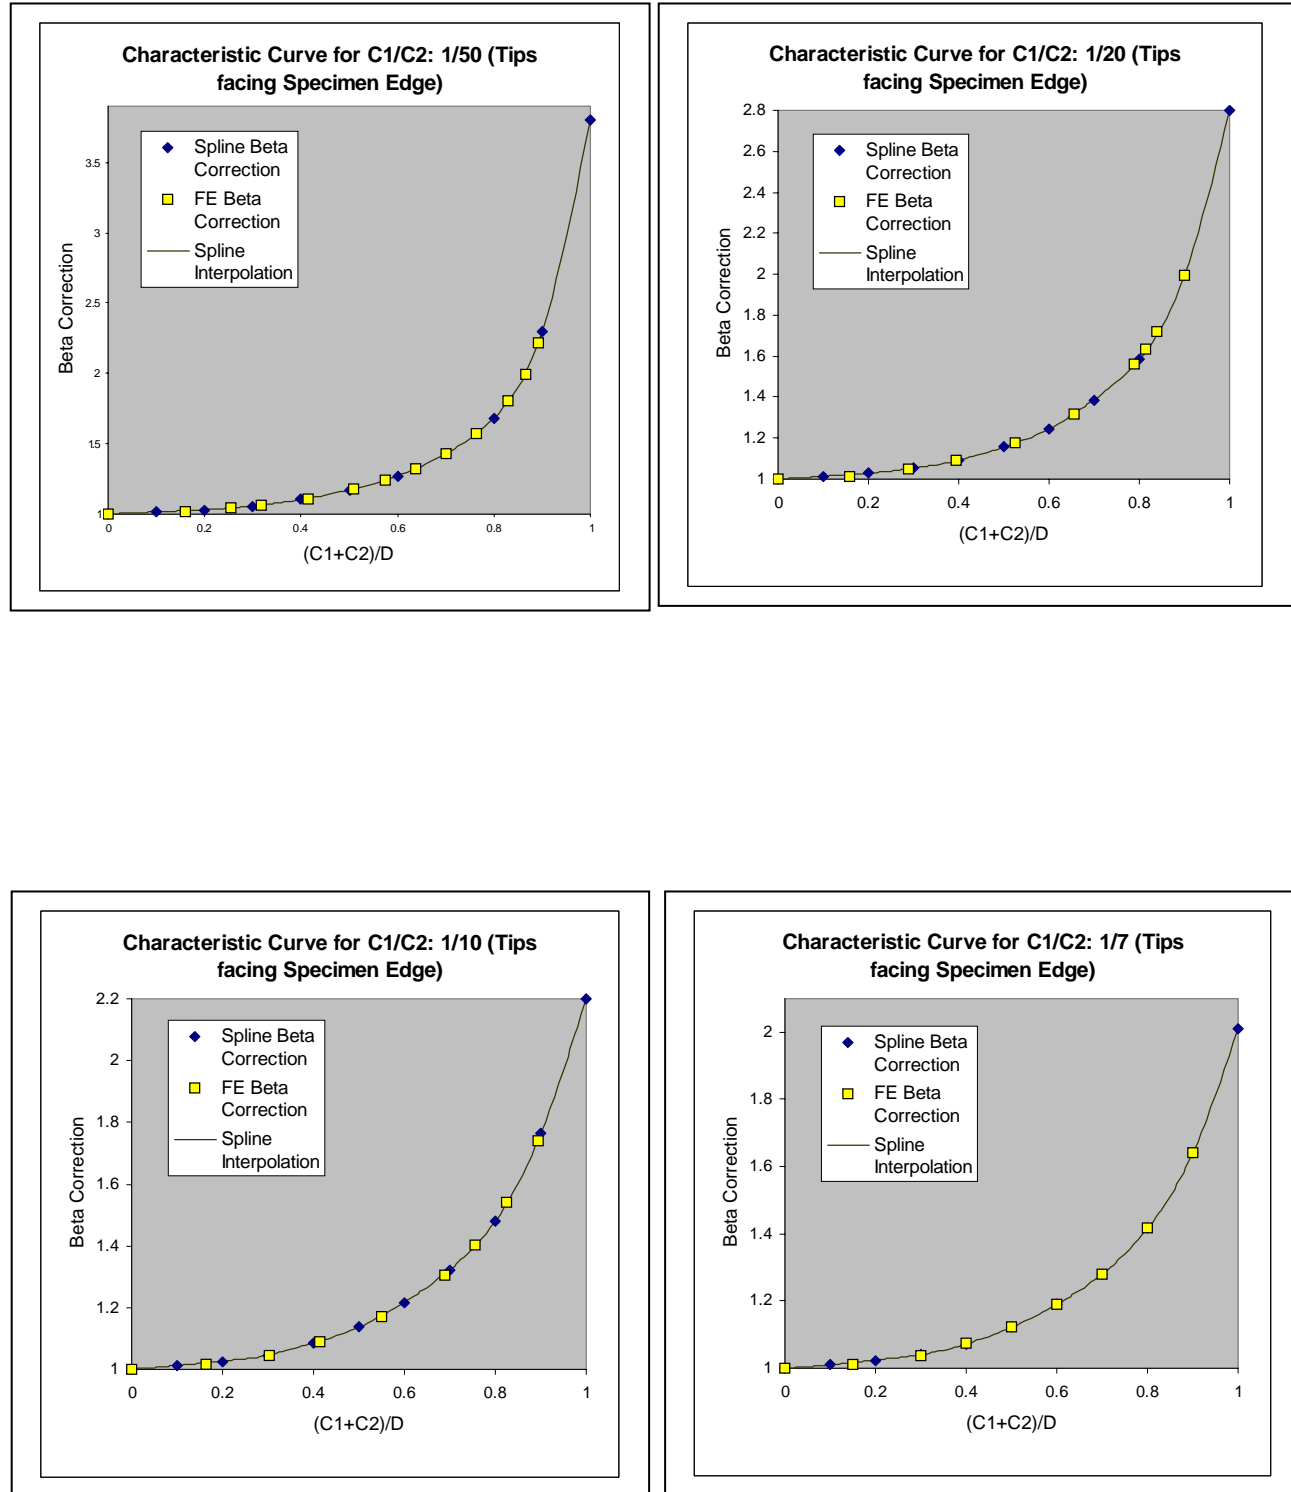 Characteristic Curve for C1/C2: 1/50 (Tips
facing Specimen Edge)
Spline Beta
Correction
FE Beta
Correction
Spline
Interpolation
Beta Correction
3.5
3
2.5
2
1.5
1
0
0.2
0.4
0.6
0.8
1
(C1+C2)/D
Characteristic Curve for C1/C2: 1/20 (Tips
facing Specimen Edge)
Spline Beta
Correction
FE Beta
Correction
Spline
Interpolation
Beta Correction
2.8
2.6
2.4
2.2
2
1.8
1.6
1.4
1.2
1
0
0.2
0.4
0.6
0.8
1
(C1+C2)/D
Characteristic Curve for C1/C2: 1/10 (Tips
facing Specimen Edge)
Spline Beta
Correction
FE Beta
Correction
Spline
Interpolation
Beta Correction
2.2
2
1.8
1.6
1.4
1.2
1
0
0.2
0.4
0.6
0.8
1
(C1+C2)/D
Characteristic Curve for C1/C2: 1/7 (Tips
facing Specimen Edge)
Spline Beta
Correction
FE Beta
Correction
Spline
Interpolation
Beta Correction
2
1.8
1.6
1.4
1.2
1
0
0.2
0.4
0.6
0.8
1
(C1+C2)/D